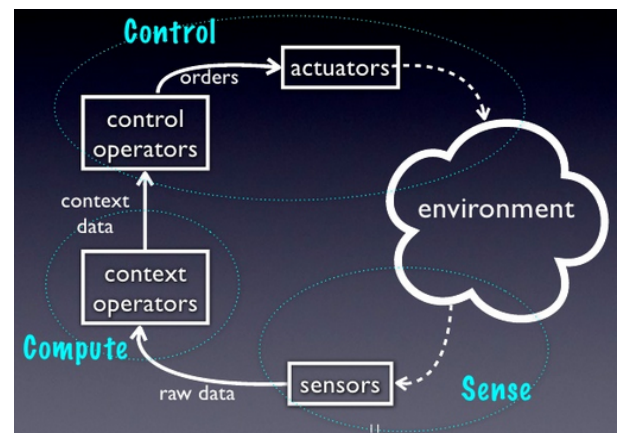 Control
orders
actuators
control
operators
environment
context
data
context
operators
Compute
raw data
sensors
Sense